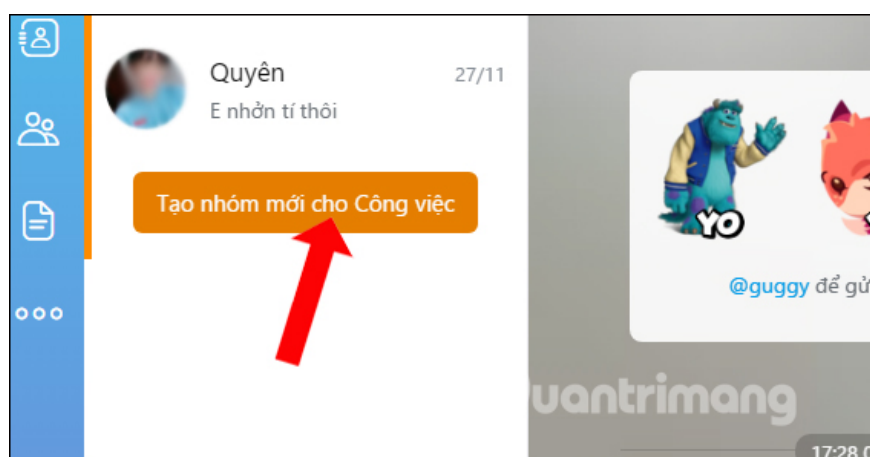 Quyên
27/11
E nhởn tí thôi
Tạo nhóm mới cho Công việc
YO
@guggy để gử
uantrimang
17:28